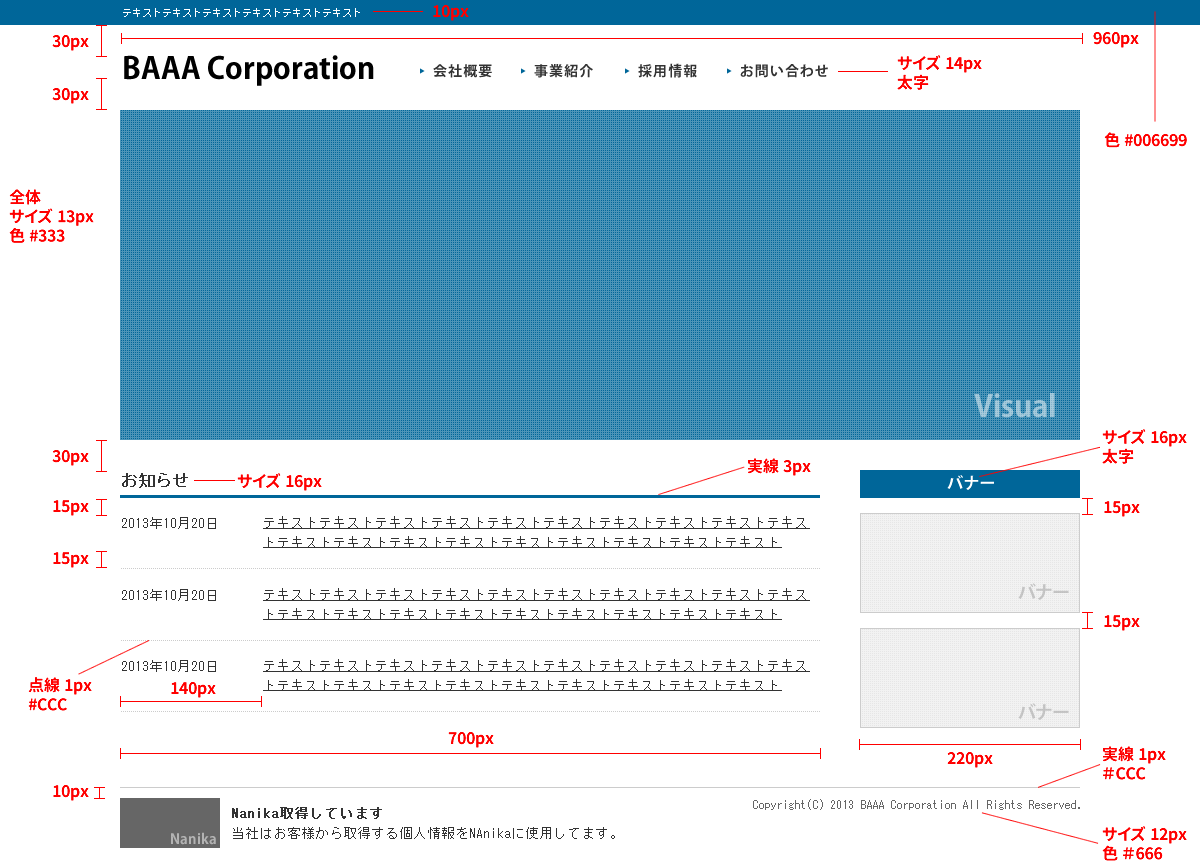 テキストテキストテキストテキストテキストテキスト
10px
30px
960px
BAAA Corporation
会社概要
事業紹介
採用情報
お問い合わせ
サイズ 14px
太字
30px
色 #006699
全体
サイズ 13px
色 #333
Visual
30px
サイズ 16px
太字
お知らせ
サイズ 16px
実線 3px
バナー
15px
15px
2013年10月20日
テキストテキストテキストテキストテキストテキストテキストテキストテキストテキス
トテキストテキストテキストテキストテキストテキストテキストテキストテキスト
15px
バナー
2013年10月20日
テキストテキストテキストテキストテキストテキストテキストテキストテキストテキス
トテキストテキストテキストテキストテキストテキストテキストテキストテキスト
15px
2013年10月20日
テキストテキストテキストテキストテキストテキストテキストテキストテキストテキス
トテキストテキストテキストテキストテキストテキストテキストテキストテキスト
点線 1px
#CCC
140px
バナー
700px
220px
実線 1px
＃CCC
10px
Nanika
Nanika取得しています
当社はお客様から取得する個人情報をNAnikaに使用してます。
Copyright(C) 2013 BAAA Corporation All Rights Reserved.
サイズ 12px
色 ＃666